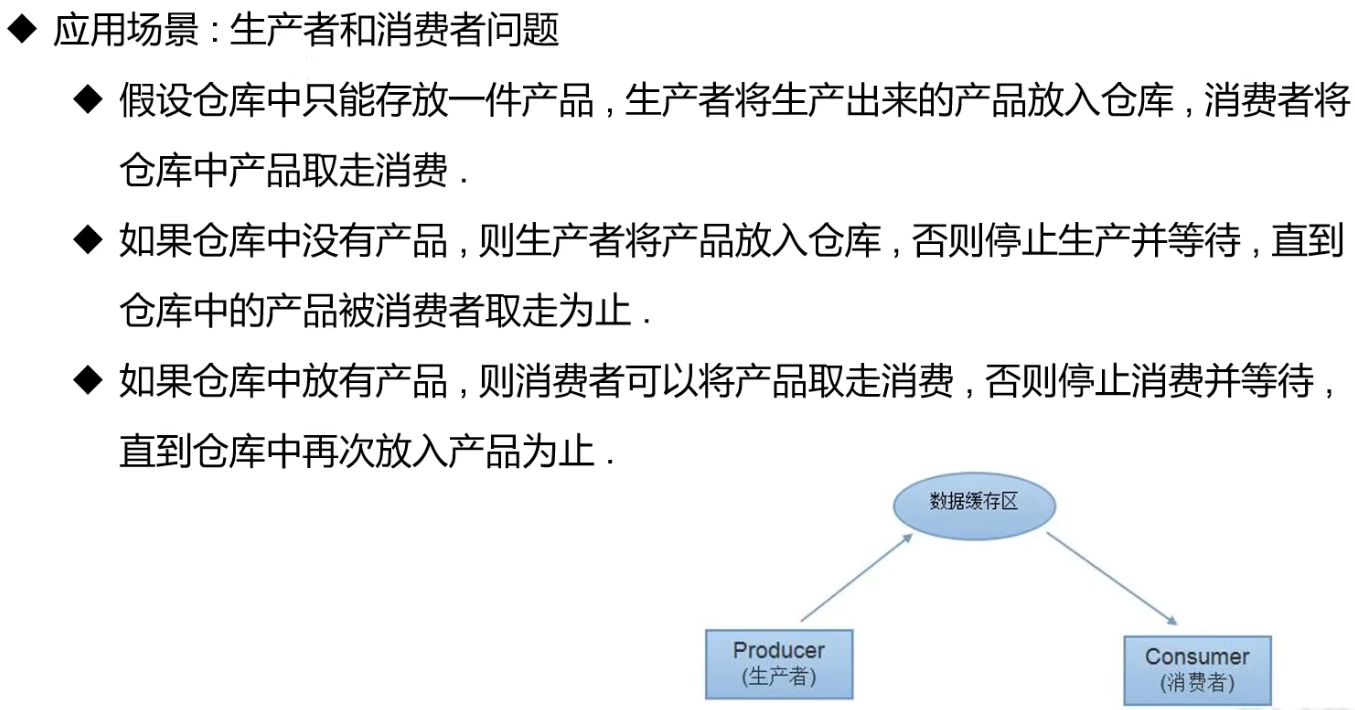 ◆ 应用场景 : 生产者和消费者问题
◆ 假设仓库中只能存放一件产品 , 生产者将生产出来的产品放入仓库 , 消费者将
仓库中产品取走消费 .
◆ 如果仓库中没有产品 , 则生产者将产品放入仓库 , 否则停止生产并等待 , 直到
仓库中的产品被消费者取走为止 .
◆ 如果仓库中放有产品 , 则消费者可以将产品取走消费 , 否则停止消费并等待 ,
直到仓库中再次放入产品为止 .
数据缓存区
Producer
(生产者)
Consumer
(消费者)